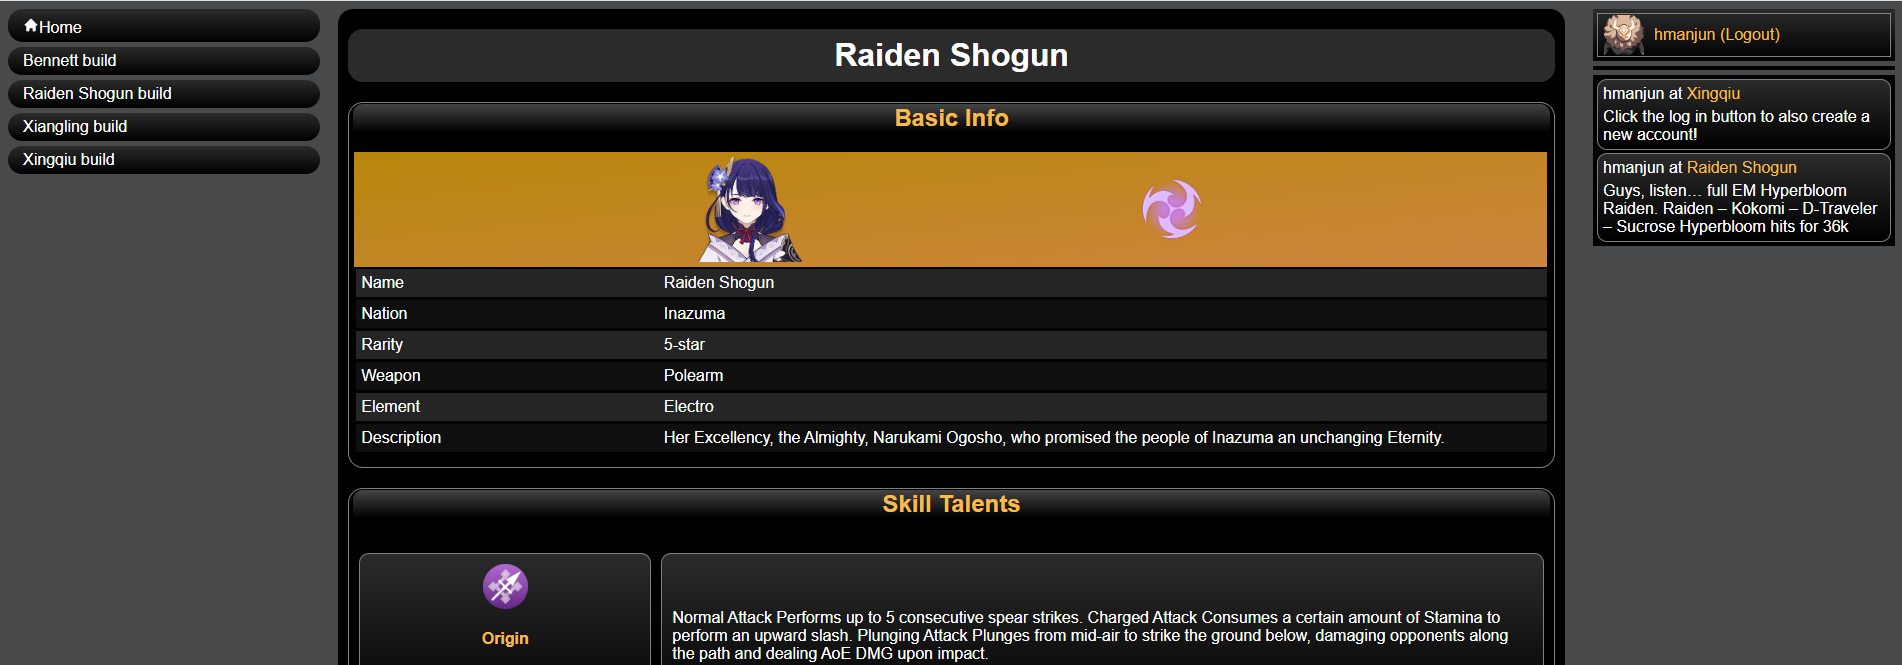 Home
Bennett build
Raiden Shogun build
Xiangling build
Xingqiu build
Raiden Shogun
Basic Info
Name Raiden Shogun
Nation Inazuma
Rarity 5-star
Weapon Polearm
Element Electro
Description Her Excellency, the Almighty, Narukami Ogosho, who promised the people of Inazuma an unchanging Eternity.
Skill Talents
Origin
Normal Attack Performs up to 5 consecutive spear strikes. Charged Attack Consumes a certain amount of Stamina to
perform an upward slash. Plunging Attack Plunges from mid-air to strike the ground below, damaging opponents along
the path and dealing AoE DMG upon impact.
hmanjun (Logout)
hmanjun at Xingqiu
Click the log in button to also create a
new account!
hmanjun at Raiden Shogun
Guys, listen… full EM Hyperbloom
Raiden. Raiden – Kokomi – D-Traveler
– Sucrose Hyperbloom hits for 36k